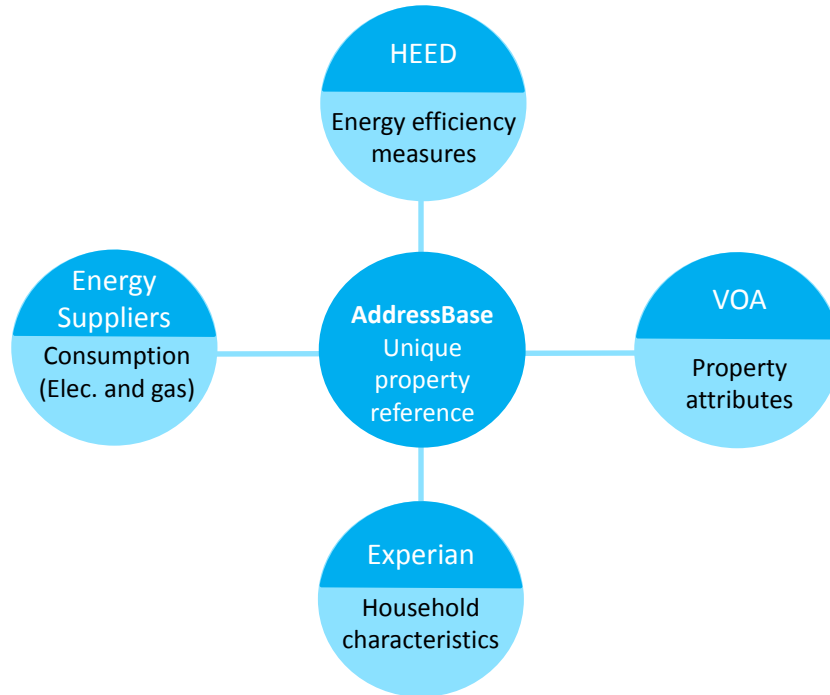 HEED
Energy efficiency
measures
Energy
Suppliers
Consumption
(Elec. and gas)
AddressBase
Unique
property
reference
VOA
Property
attributes
Experian
Household
characteristics